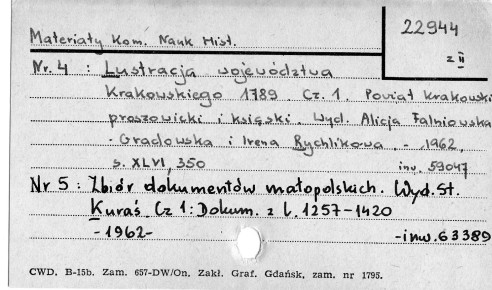 22944
z II
Materiały Kom. Nauk Hist.
Nr. 4 : Lustracja województwa
Krakowskiego 1789. Cz. 1. Powiat krakowski
proszowicki i ksiąski. Wyd. Alicja Falniowska
- Gradowska i Irena Rychlikowa. - 1962,
s. XLVI, 350 inv. 59047
Nr 5 : Zbiór dokumentów małopolskich. Wyd. St.
Kuraś. Cz 1: Dokum. z l. 1257-1420
-1962- -inw. 63389
CWD. B-15b. Zam. 657-DW/On. Zakł. Graf. Gdańsk, zam. nr 1795.